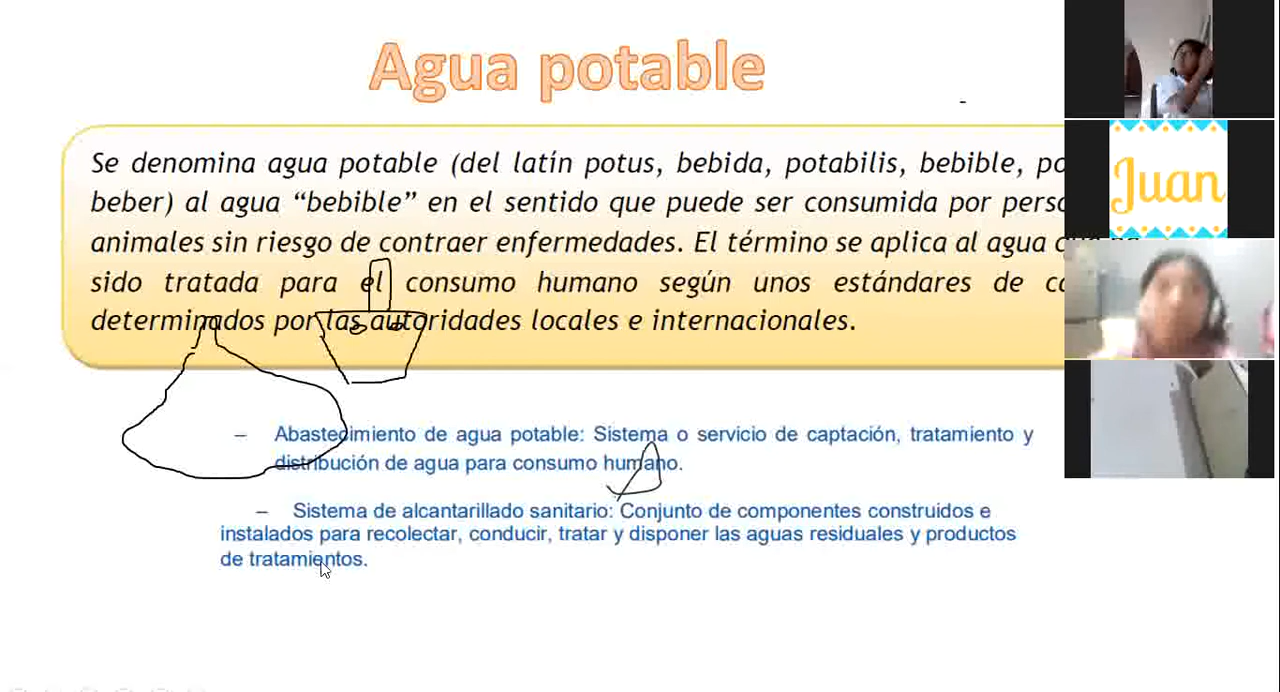 Agua potable
Se denomina agua potable (del latín potus, bebida, potabilis, bebible,
beber) al agua “bebible” en el sentido que puede ser consumida por
animales sin riesgo de contraer enfermedades. El término se aplica al agua
sido tratada para el consumo humano según unos estándares de
determinados por las autoridades locales e internacionales.
– Abastecimiento de agua potable: Sistema o servicio de captación, tratamiento y
distribución de agua para consumo humano.
– Sistema de alcantarillado sanitario: Conjunto de componentes construidos e
instalados para recolectar, conducir, tratar y disponer las aguas residuales y productos
de tratamientos.
Juan